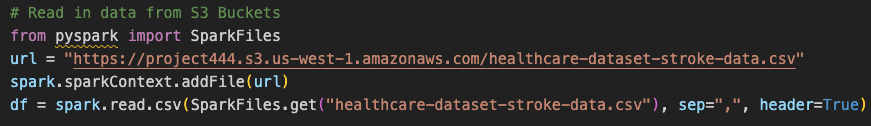 # Read in data from S3 Buckets
from pyspark import SparkFiles
url = "https://project444.s3.us-west-1.amazonaws.com/healthcare-dataset-stroke-data.csv"
spark.sparkContext.addFile(url)
df = spark.read.csv(SparkFiles.get("healthcare-dataset-stroke-data.csv"), sep=",", header=True)